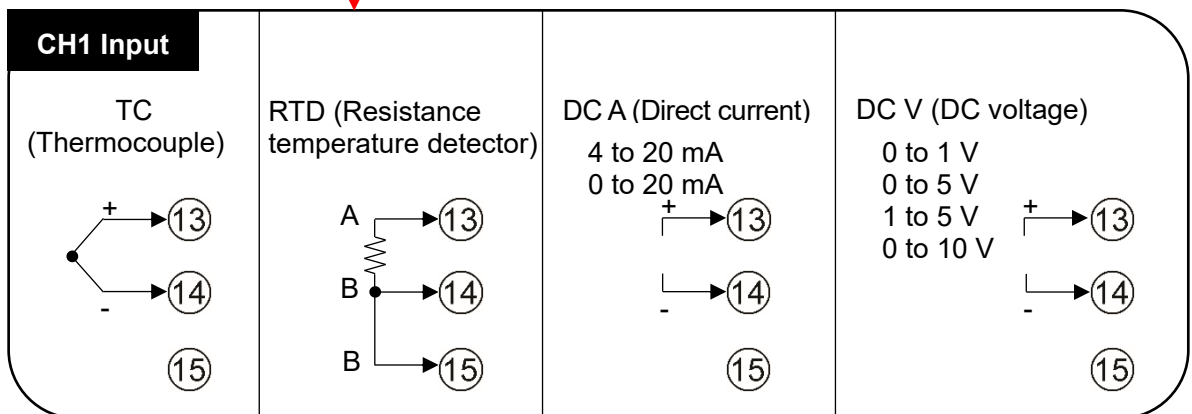 CH1 Input
TC
(Thermocouple)
+
13
14
-
15
RTD (Resistance
temperature detector)
A
13
B
14
B
15
DC A (Direct current)
4 to 20 mA
0 to 20 mA
+
13
14
-
15
DC V (DC voltage)
0 to 1 V
0 to 5 V
1 to 5 V
0 to 10 V
+
13
14
-
15